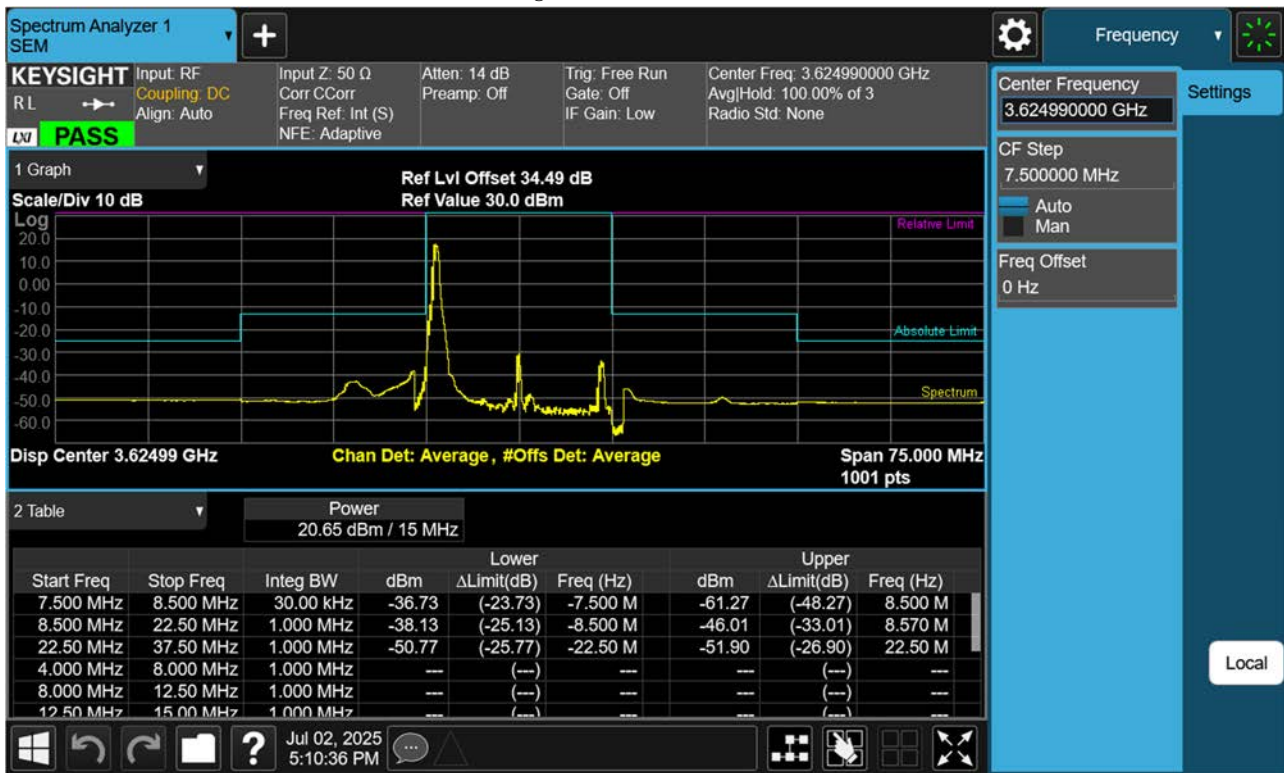 Spectrum Analyzer 1
SEM
Frequency
KEYSIGHT
R L
LXI
PASS
Input: RF
Coupling: DC
Align: Auto
Input Z: 50 Ω
Corr CCorr
Freq Ref: Int (S)
NFE: Adaptive
Atten: 14 dB
Preamp: Off
Trig: Free Run
Gate: Off
IF Gain: Low
Center Freq: 3.624990000 GHz
Avg|Hold: 100.00% of 3
Radio Std: None
Center Frequency
3.624990000 GHz
Settings
CF Step
7.500000 MHz
Auto
Man
Freq Offset
0 Hz
Local
1 Graph
Scale/Div 10 dB
Ref Lvl Offset 34.49 dB
Ref Value 30.0 dBm
Log
20.0
10.0
0.00
-10.0
-20.0
-30.0
-40.0
-50.0
-60.0
Relative Limit
Absolute Limit
Spectrum
Disp Center 3.62499 GHz
Chan Det: Average, #Offs Det: Average
Span 75.000 MHz
1001 pts
2 Table
Power
20.65 dBm / 15 MHz
Lower Upper
Start Freq Stop Freq Integ BW dBm ΔLimit(dB) Freq (Hz) dBm ΔLimit(dB) Freq (Hz)
7.500 MHz 8.500 MHz 30.00 kHz -36.73 (-23.73) -7.500 M -61.27 (-48.27) 8.500 M
8.500 MHz 22.50 MHz 1.000 MHz -38.13 (-25.13) -8.500 M -46.01 (-33.01) 8.570 M
22.50 MHz 37.50 MHz 1.000 MHz -50.77 (-25.77) -22.50 M -51.90 (-26.90) 22.50 M
4.000 MHz 8.000 MHz 1.000 MHz --- (---) --- --- (---) ---
8.000 MHz 12.50 MHz 1.000 MHz --- (---) --- --- (---) ---
12.50 MHz 15.00 MHz 1.000 MHz --- (---) --- --- (---) ---
Jul 02, 2025
5:10:36 PM